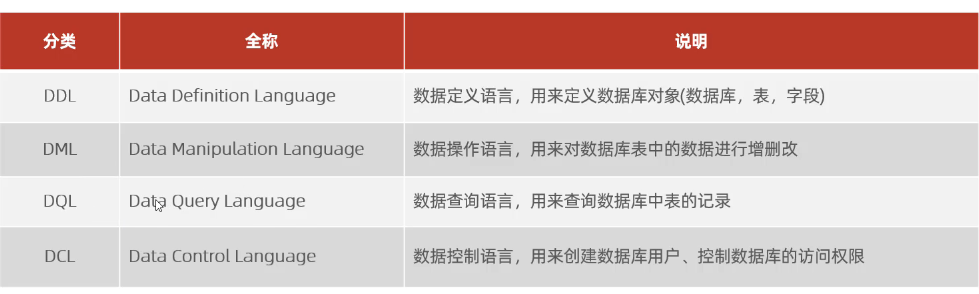 分类 全称 说明
DDL Data Definition Language 数据定义语言，用来定义数据库对象(数据库，表，字段)
DML Data Manipulation Language 数据操作语言，用来对数据库表中的数据进行增删改
DQL Data Query Language 数据查询语言，用来查询数据库中表的记录
DCL Data Control Language 数据控制语言，用来创建数据库用户、控制数据库的访问权限